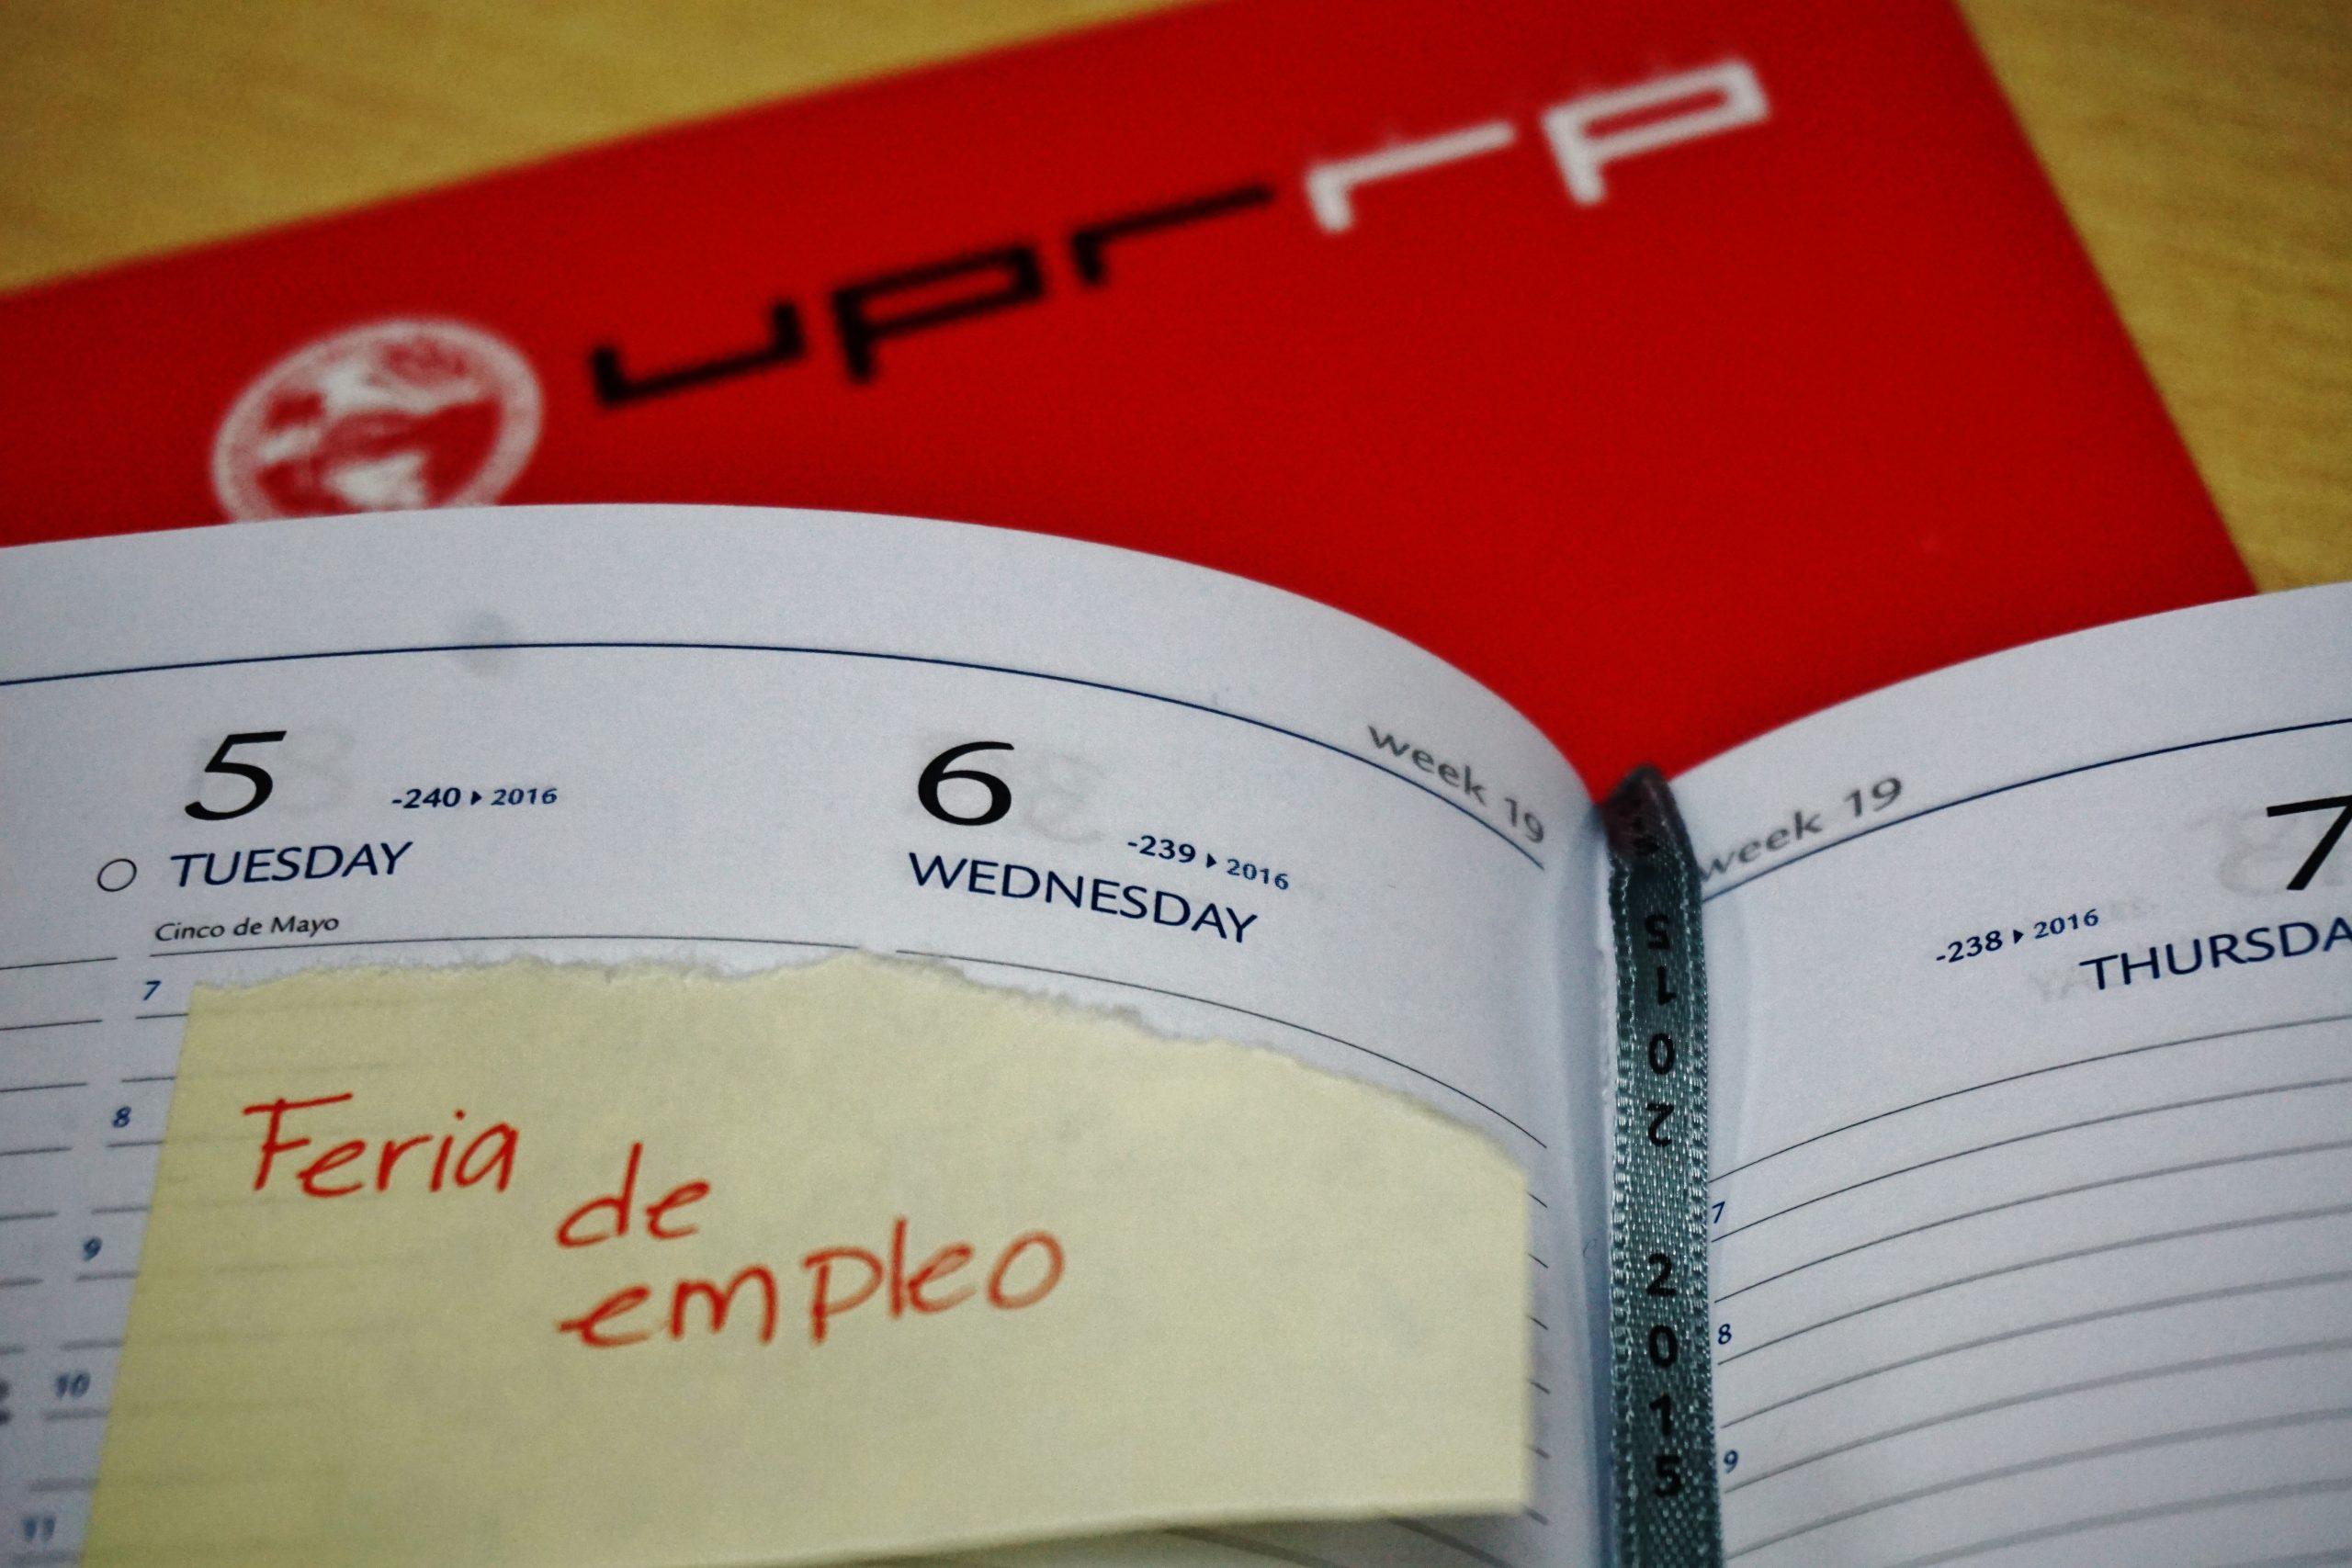 uprrp
week 19
week 19
5
-240 ▸ 2016
TUESDAY
Cinco de Mayo
6
-239 ▸ 2016
WEDNESDAY
7
-238 ▸ 2016
THURSDA
7
8
9
10
11
Feria
de
empleo
2015
2015
7
8
9